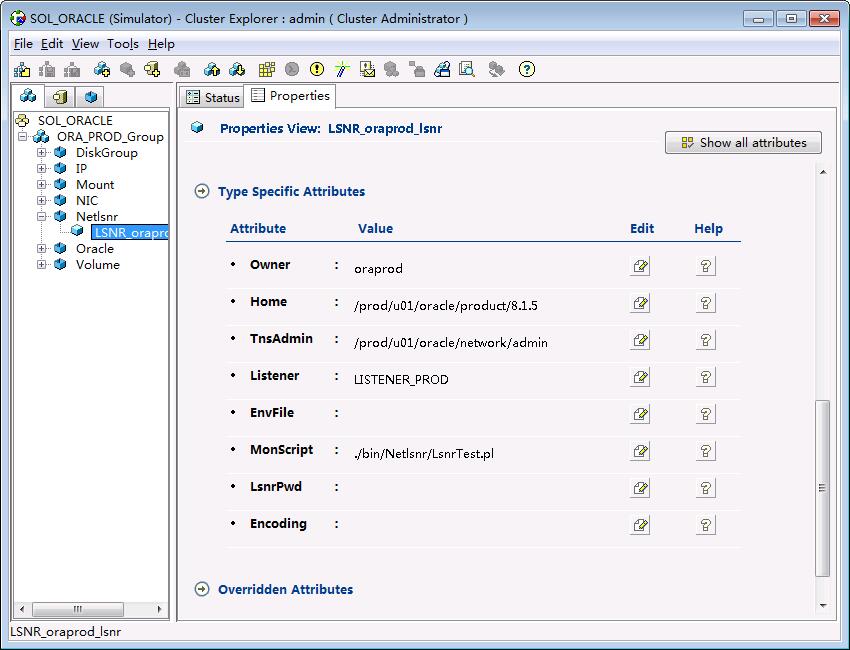 SOL_ORACLE (Simulator) - Cluster Explorer : admin ( Cluster Administrator )
File Edit View Tools Help
Status Properties
SOL_ORACLE
ORA_PROD_Group
DiskGroup
IP
Mount
NIC
Netlsnr
LSNR_orapro
Oracle
Volume
Properties View: LSNR_oraprod_lsnr
Show all attributes
Type Specific Attributes
Attribute Value Edit Help
• Owner : oraprod
• Home : /prod/u01/oracle/product/8.1.5
• TnsAdmin : /prod/u01/oracle/network/admin
• Listener : LISTENER_PROD
• EnvFile :
• MonScript : ./bin/Netlsnr/LsnrTest.pl
• LsnrPwd :
• Encoding :
Overridden Attributes
LSNR_oraprod_lsnr